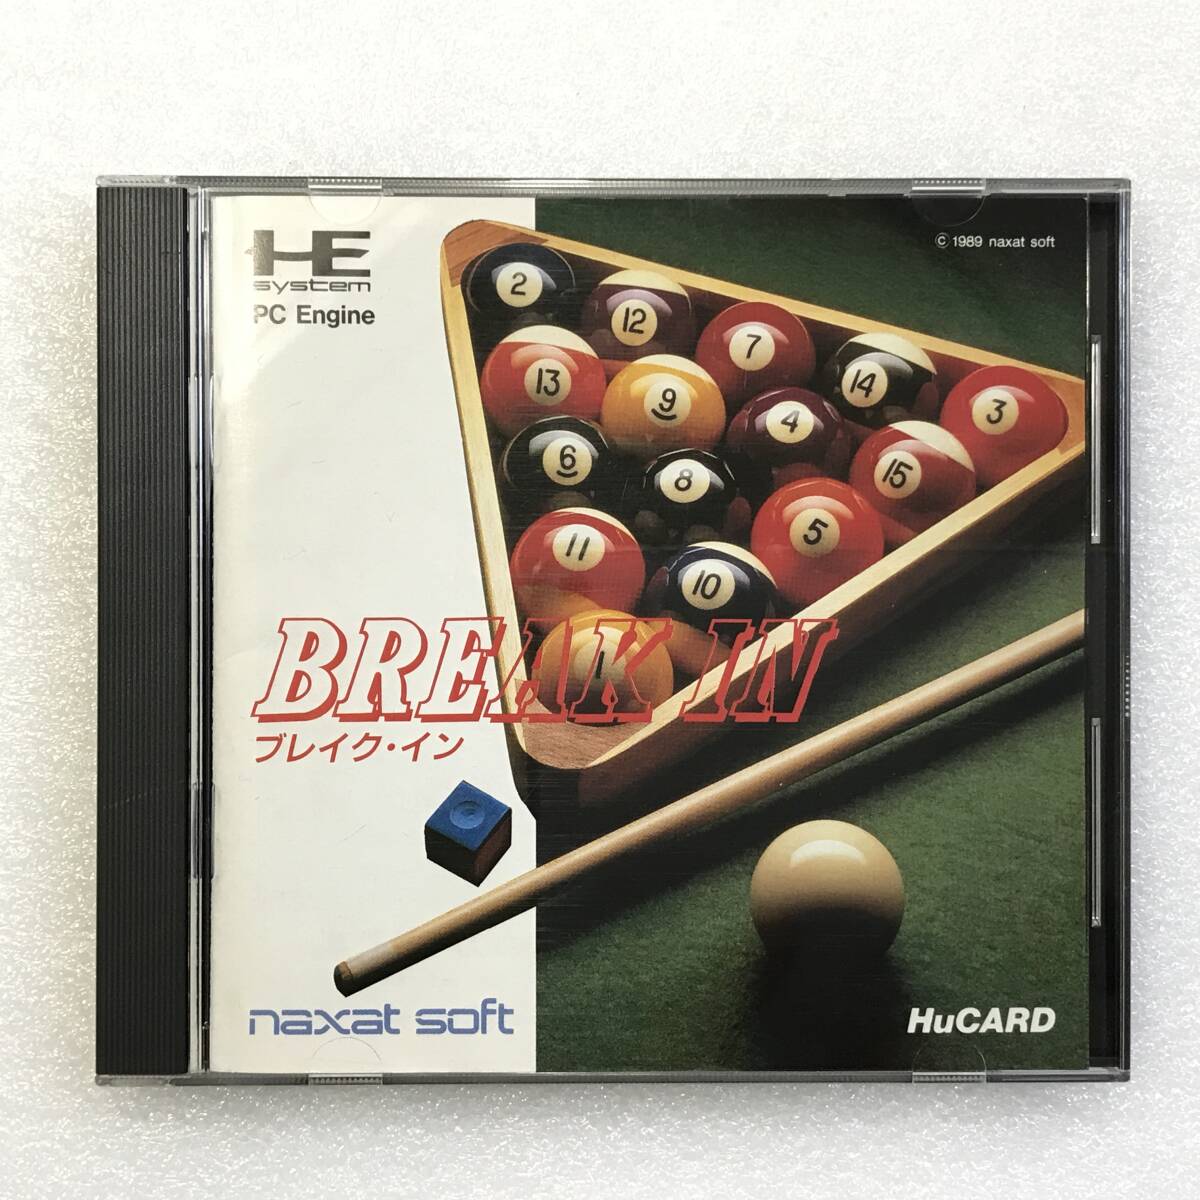 HE
system
PC Engine
© 1989 naxat soft
2
12
7
14
3
13
9
4
15
6
8
5
11
10
1
BREAK IN
ブレイク・イン
naxat soft
HuCARD